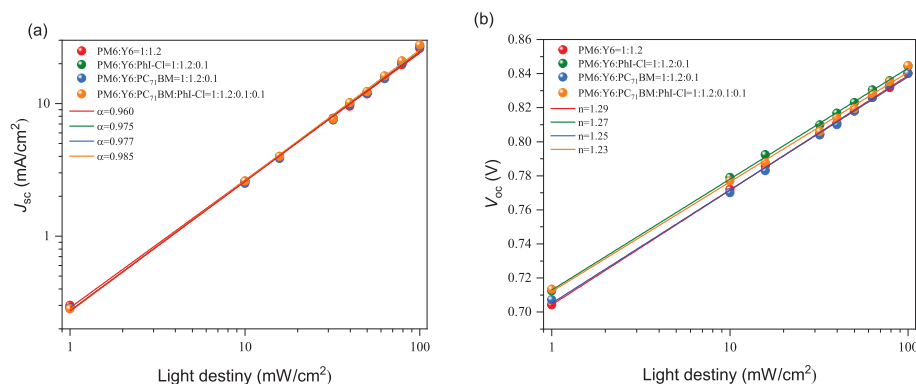 (a)
PM6:Y6=1:1.2
PM6:Y6:PhI-Cl=1:1.2:0.1
PM6:Y6:PC71BM=1:1.2:0.1
PM6:Y6:PC71BM:PhI-Cl=1:1.2:0.1:0.1
α=0.960
α=0.975
α=0.977
α=0.985
Jsc (mA/cm²)
10
1
1
10
100
Light destiny (mW/cm²)
(b)
PM6:Y6=1:1.2
PM6:Y6:PhI-Cl=1:1.2:0.1
PM6:Y6:PC71BM=1:1.2:0.1
PM6:Y6:PC71BM:PhI-Cl=1:1.2:0.1:0.1
n=1.29
n=1.27
n=1.25
n=1.23
Voc (V)
0.86
0.84
0.82
0.80
0.78
0.76
0.74
0.72
0.70
1
10
100
Light destiny (mW/cm²)